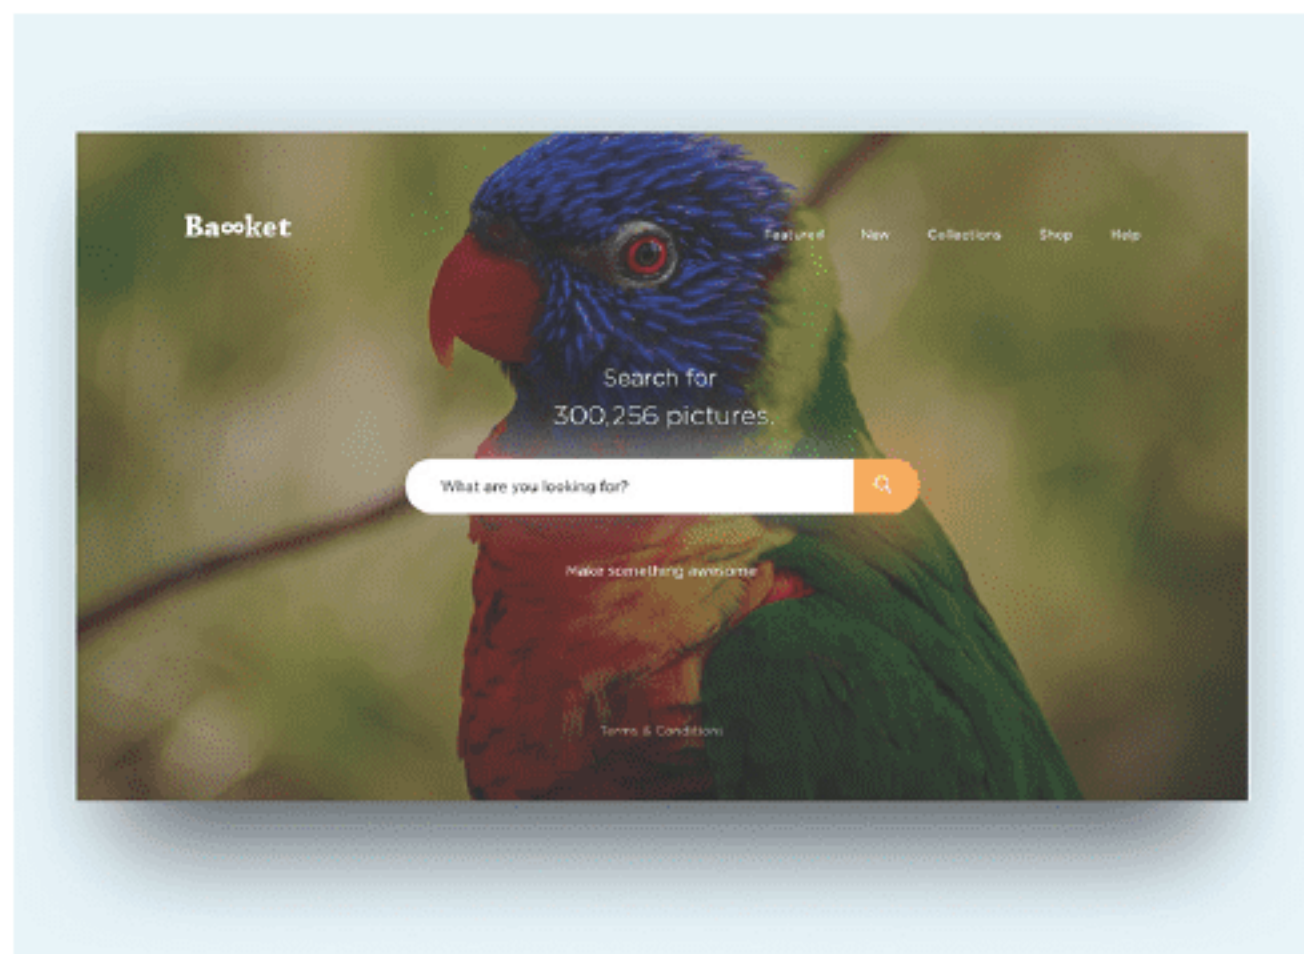 Ba∞ket
Featured New Collections Shop Help
Search for
300,256 pictures.
What are you looking for?
Make something awesome
Terms & Conditions